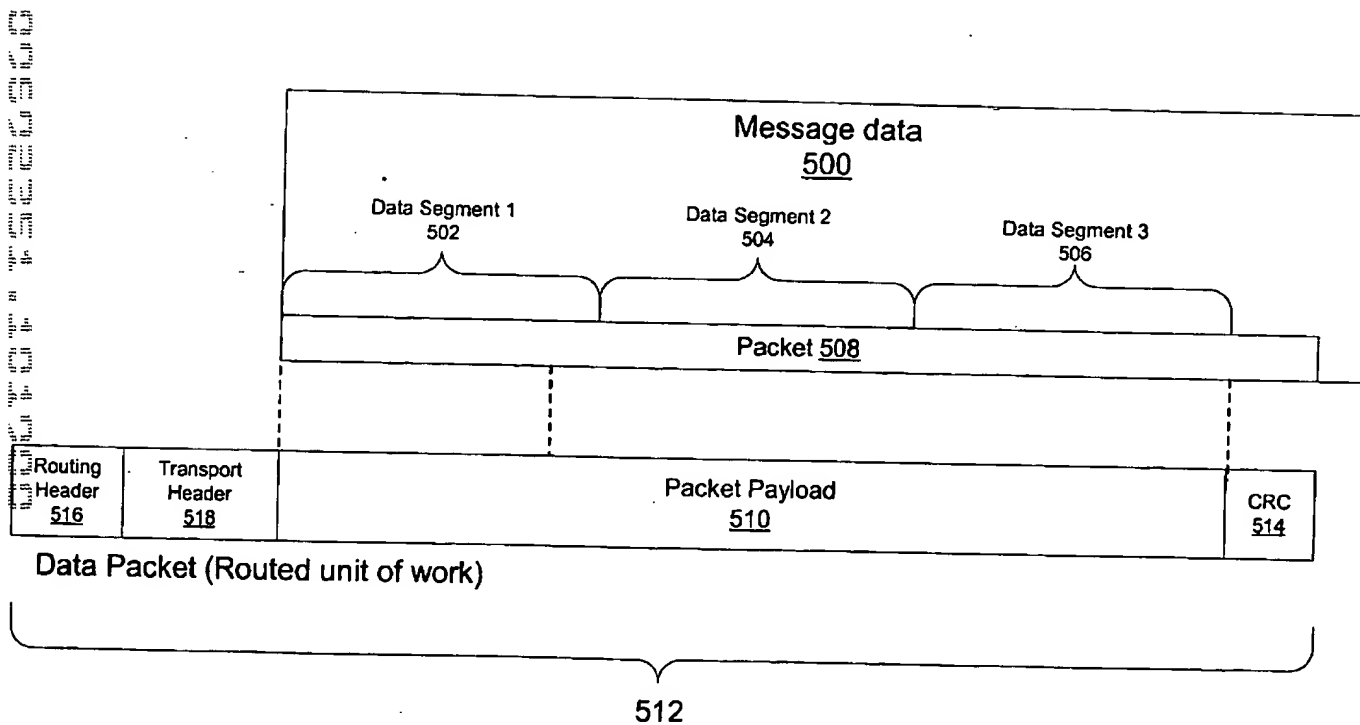 Message data
500
Data Segment 1
502
Data Segment 2
504
Data Segment 3
506
Packet 508
Routing
Header
516
Transport
Header
518
Packet Payload
510
CRC
514
Data Packet (Routed unit of work)
512